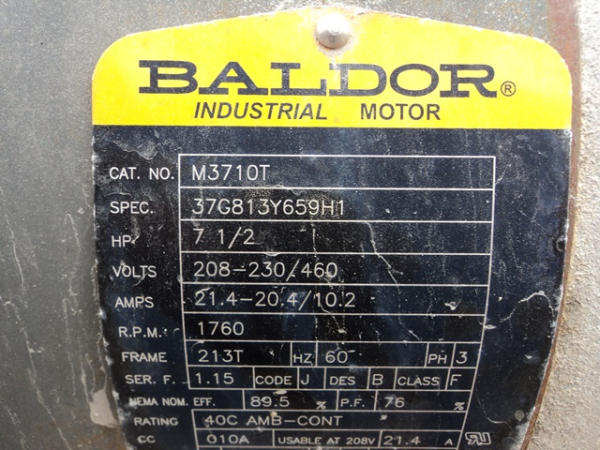 BALDOR®
INDUSTRIAL MOTOR
CAT. NO. M3710T
SPEC. 37G813Y659H1
HP 7 1/2
VOLTS 208-230/460
AMPS 21.4-20.4/10.2
R.P.M. 1760
FRAME 213T HZ 60 PH 3
SER. F. 1.15 CODE J DES B CLASS F
NEMA NOM. EFF. 89.5 % P.F. 76 %
RATING 40C AMB-CONT
CC 010A USABLE AT 208V 21.4 A